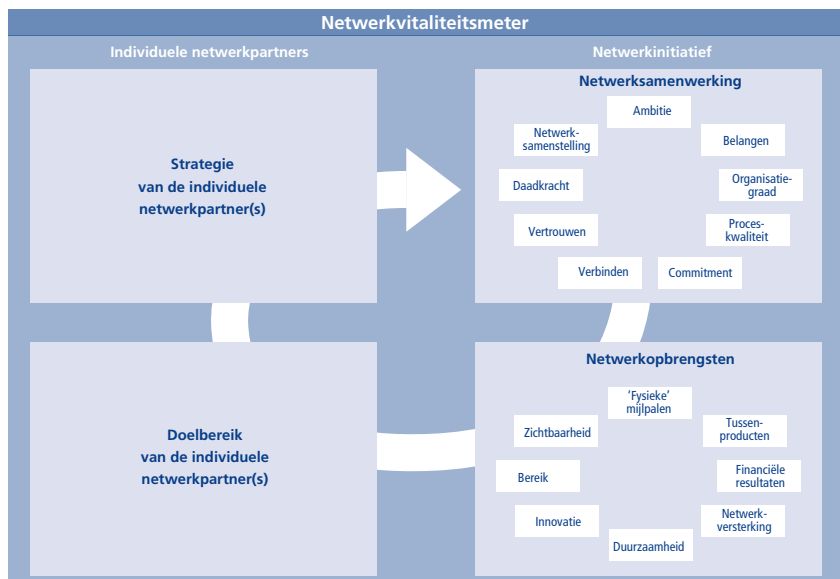 Netwerkvitaliteitsmeter
Individuele netwerkpartners
Netwerkinitiatief
Strategie
van de individuele
netwerkpartner(s)
Netwerksamenwerking
Ambitie
Netwerk-
samenstelling
Belangen
Daadkracht
Organisatie-
graad
Vertrouwen
Proces-
kwaliteit
Verbinden
Commitment
Doelbereik
van de individuele
netwerkpartner(s)
Netwerkopbrengsten
'Fysieke'
mijlpalen
Zichtbaarheid
Tussen-
producten
Bereik
Financiële
resultaten
Innovatie
Netwerk-
versterking
Duurzaamheid